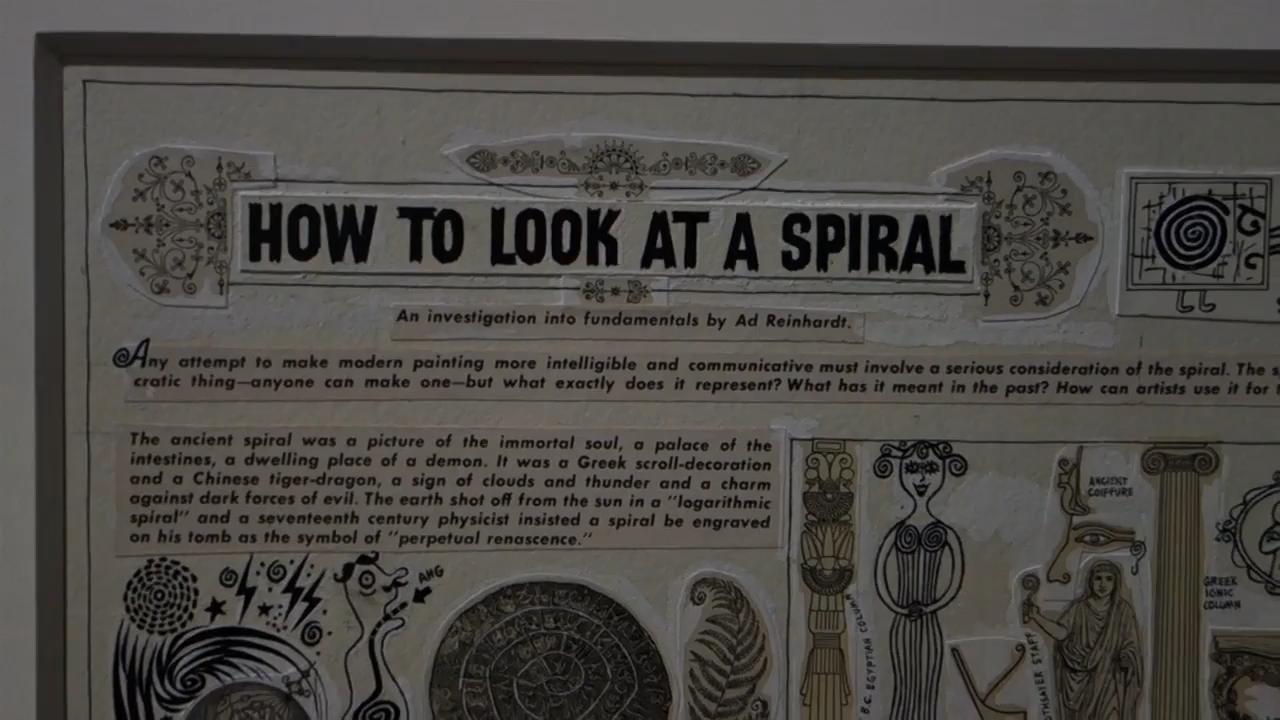 HOW TO LOOK AT A SPIRAL
An investigation into fundamentals by Ad Reinhardt.
Any attempt to make modern painting more intelligible and communicative must involve a serious consideration of the spiral. The
cratic thing—anyone can make one—but what exactly does it represent? What has it meant in the past? How can artists use it for
The ancient spiral was a picture of the immortal soul, a palace of the
intestines, a dwelling place of a demon. It was a Greek scroll-decoration
and a Chinese tiger-dragon, a sign of clouds and thunder and a charm
against dark forces of evil. The earth shot off from the sun in a "logarithmic
spiral" and a seventeenth century physicist insisted a spiral be engraved
on his tomb as the symbol of "perpetual renascence."
ANCIENT
COIFFURE
GREEK
IONIC
COLUMN
B.C. EGYPTIAN COLUMN
STAFF